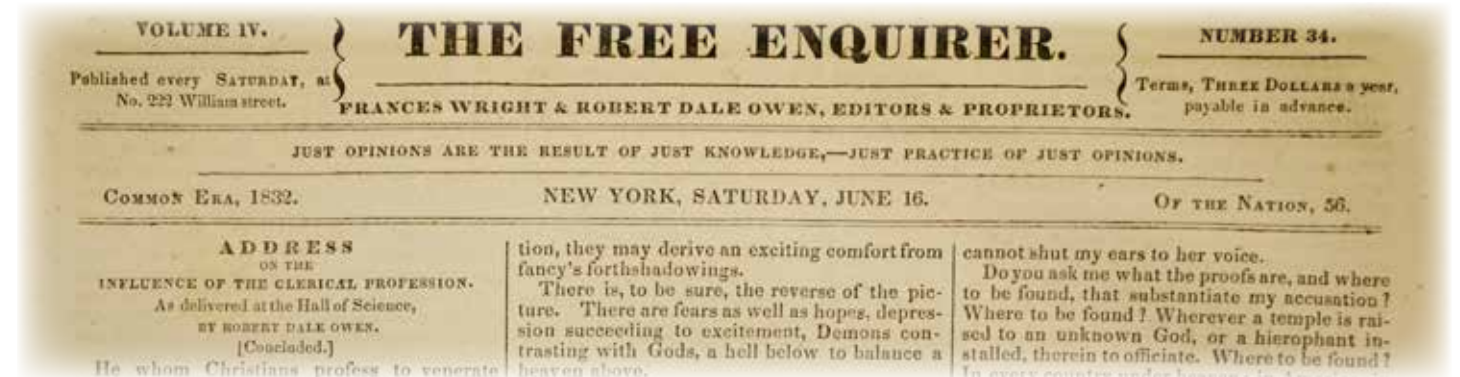 VOLUME IV.
Published every SATURDAY, at
No. 222 William street.
THE FREE ENQUIRER.
FRANCES WRIGHT & ROBERT DALE OWEN, EDITORS & PROPRIETORS.
NUMBER 34.
Terms, THREE DOLLARS a year,
payable in advance.
JUST OPINIONS ARE THE RESULT OF JUST KNOWLEDGE,—JUST PRACTICE OF JUST OPINIONS.
COMMON ERA, 1832.
NEW YORK, SATURDAY, JUNE 16.
OF THE NATION, 56.
ADDRESS
ON THE
INFLUENCE OF THE CLERICAL PROFESSION.
As delivered at the Hall of Science,
BY ROBERT DALE OWEN.
[Concluded.]
He whom Christians profess to venerate
tion, they may derive an exciting comfort from
fancy's forthshadowings.
There is, to be sure, the reverse of the pic-
ture. There are fears as well as hopes, depres-
sion succeeding to excitement, Demons con-
trasting with Gods, a hell below to balance a
heaven above.
cannot shut my ears to her voice.
Do you ask me what the proofs are, and where
to be found, that substantiate my accusation?
Where to be found? Wherever a temple is rai-
sed to an unknown God, or a hierophant in-
stalled, therein to officiate. Where to be found?
In every country under heaven